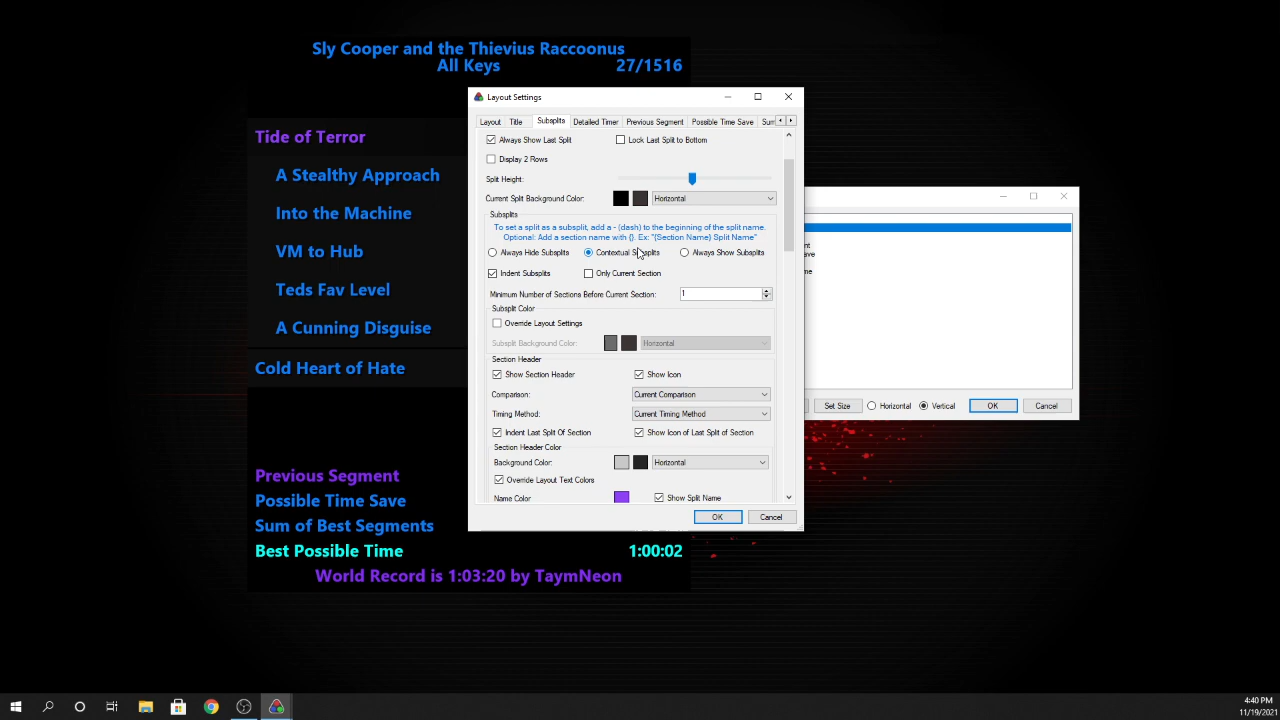 Sly Cooper and the Thievius Raccoonus
All Keys 27/1516
Tide of Terror
A Stealthy Approach
Into the Machine
VM to Hub
Teds Fav Level
A Cunning Disguise
Cold Heart of Hate
Previous Segment
Possible Time Save
Sum of Best Segments
Best Possible Time 1:00:02
World Record is 1:03:20 by TaymNeon
Layout Settings
Layout Title Subsplits Detailed Timer Previous Segment Possible Time Save
Always Show Last Split Lock Last Split to Bottom
Display 2 Rows
Split Height:
Current Split Background Color: Horizontal
Subsplits
To set a split as a subsplit, add a - (dash) to the beginning of the split name.
Optional: Add a section name with {}. Ex: "{Section Name} Split Name"
Always Hide Subsplits Contextual Subsplits Always Show Subsplits
Indent Subsplits Only Current Section
Minimum Number of Sections Before Current Section: 1
Subsplit Color
Override Layout Settings
Subsplit Background Color: Horizontal
Section Header
Show Section Header Show Icon
Comparison: Current Comparison
Timing Method: Current Timing Method
Indent Last Split Of Section Show Icon of Last Split of Section
Section Header Color
Background Color: Horizontal
Override Layout Text Colors
Name Color Show Split Name
OK Cancel
Set Size Horizontal Vertical OK Cancel
4:40 PM
11/19/2021